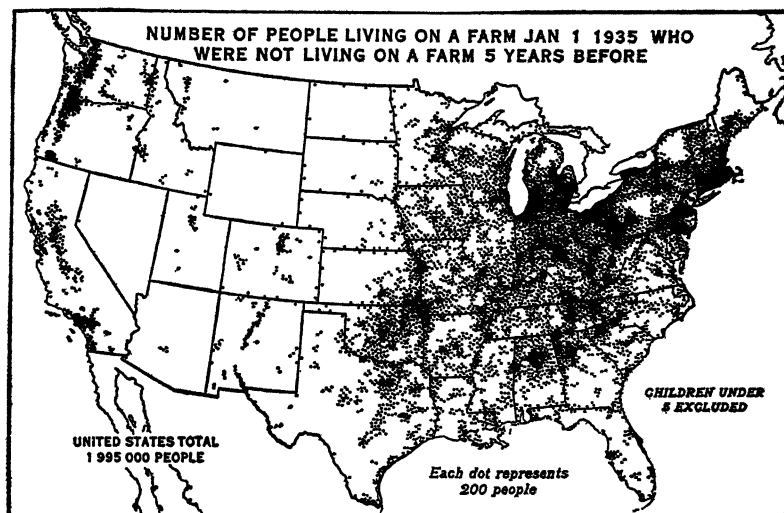 NUMBER OF PEOPLE LIVING ON A FARM JAN 1 1935 WHO
WERE NOT LIVING ON A FARM 5 YEARS BEFORE
CHILDREN UNDER
5 EXCLUDED
UNITED STATES TOTAL
1 995 000 PEOPLE
Each dot represents
200 people